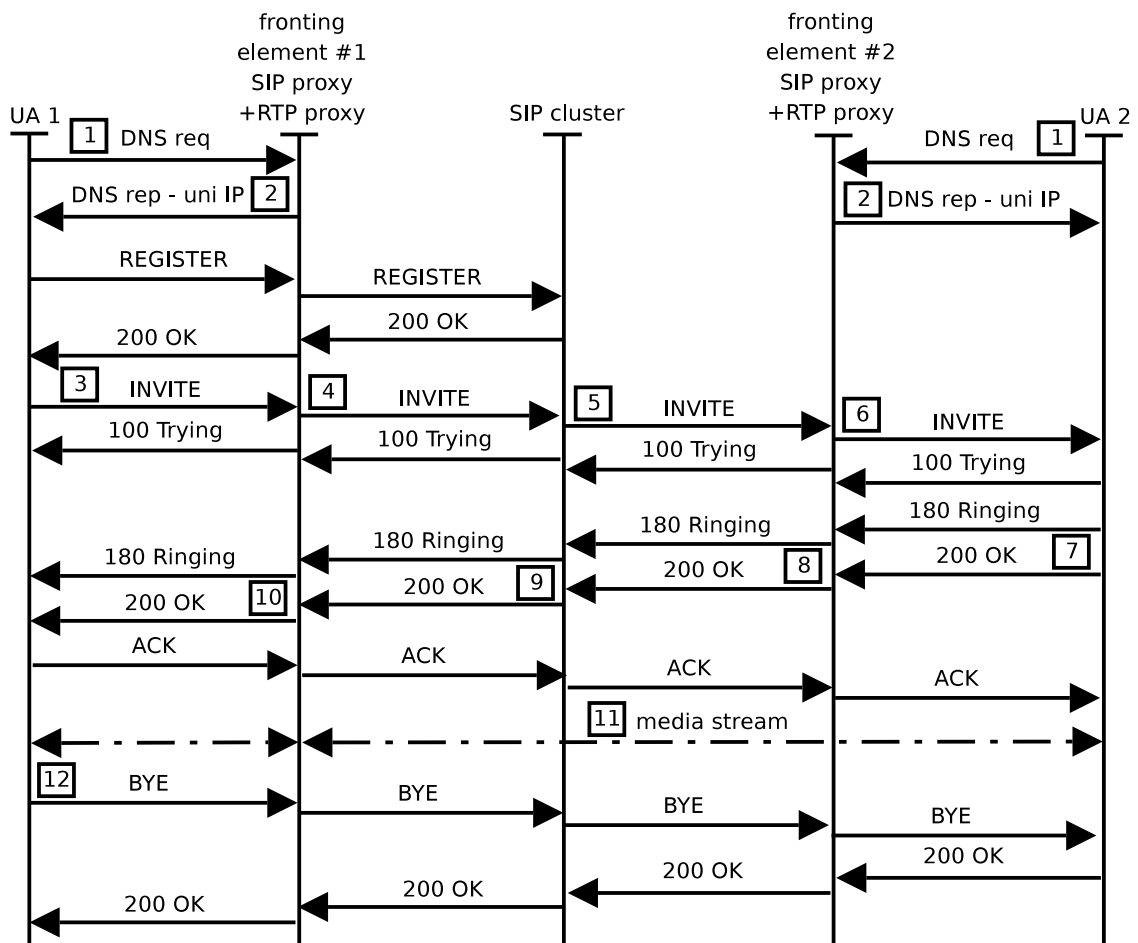 fronting
element #1
SIP proxy
+RTP proxy
fronting
element #2
SIP proxy
+RTP proxy
UA 1
SIP cluster
UA 2
1 DNS req
DNS req 1
DNS rep - uni IP 2
2 DNS rep - uni IP
REGISTER
REGISTER
200 OK
200 OK
3 INVITE
4 INVITE
5 INVITE
6 INVITE
100 Trying
100 Trying
100 Trying
100 Trying
180 Ringing
180 Ringing
180 Ringing
180 Ringing
200 OK 7
200 OK 8
200 OK 9
200 OK 10
ACK
ACK
ACK
ACK
11 media stream
12 BYE
BYE
BYE
BYE
200 OK
200 OK
200 OK
200 OK